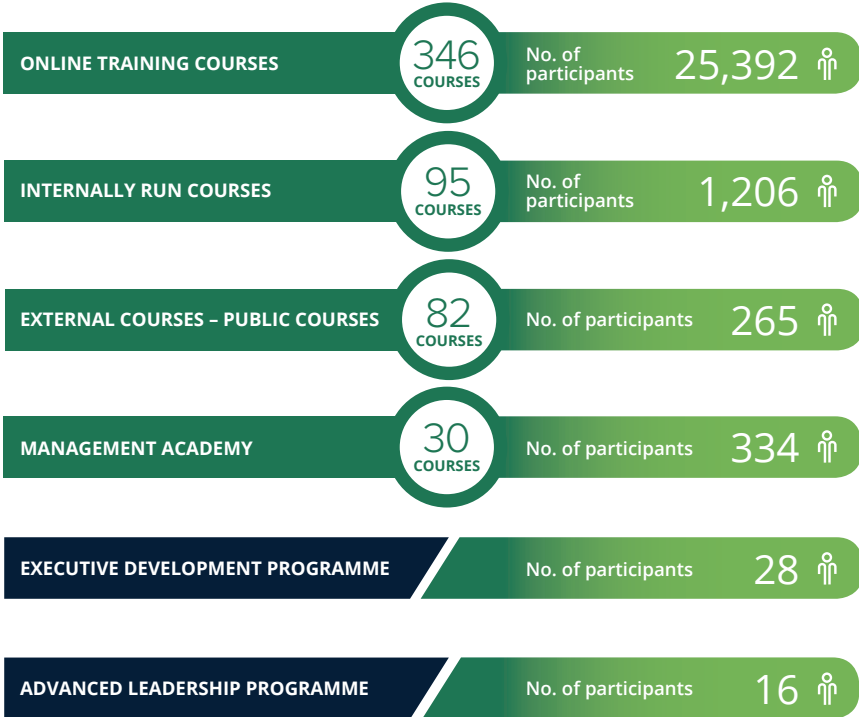 ONLINE TRAINING COURSES
346
COURSES
No. of
participants
25,392
INTERNALLY RUN COURSES
95
COURSES
No. of
participants
1,206
EXTERNAL COURSES – PUBLIC COURSES
82
COURSES
No. of participants
265
MANAGEMENT ACADEMY
30
COURSES
No. of participants
334
EXECUTIVE DEVELOPMENT PROGRAMME
No. of participants
28
ADVANCED LEADERSHIP PROGRAMME
No. of participants
16